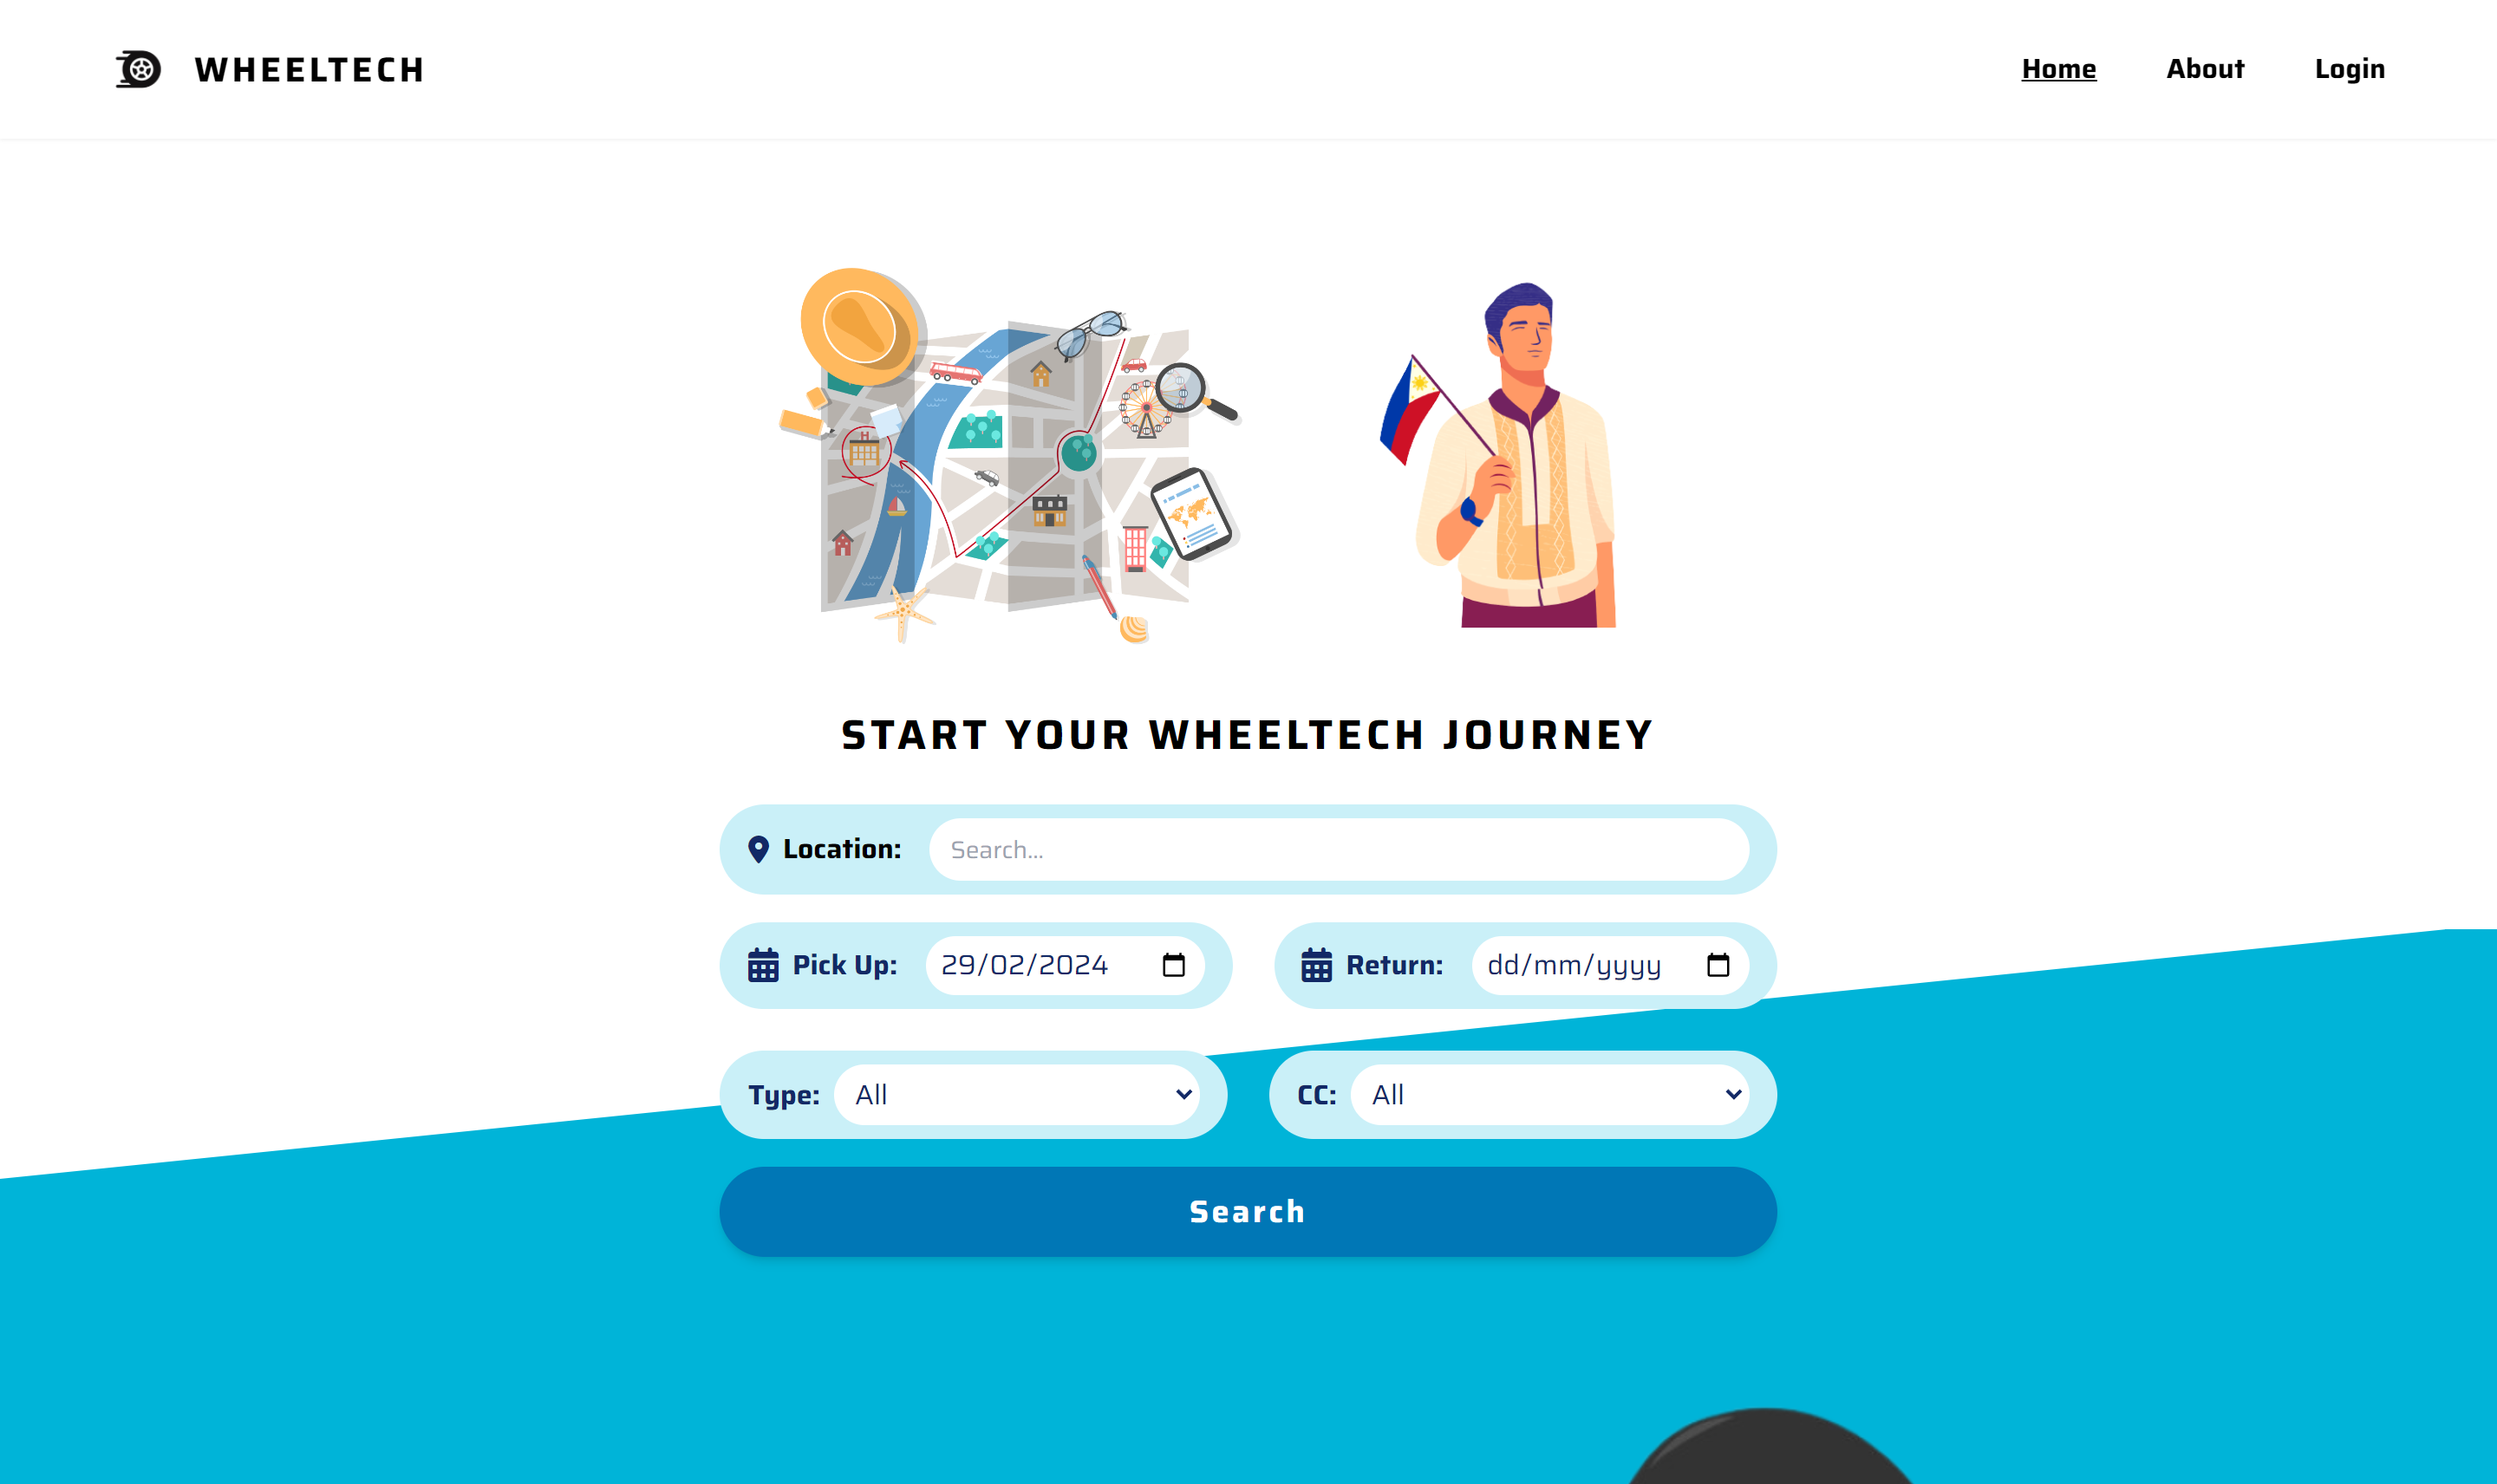 WHEELTECH
Home About Login
START YOUR WHEELTECH JOURNEY
Location: Search...
Pick Up: 29/02/2024 Return: dd/mm/yyyy
Type: All CC: All
Search